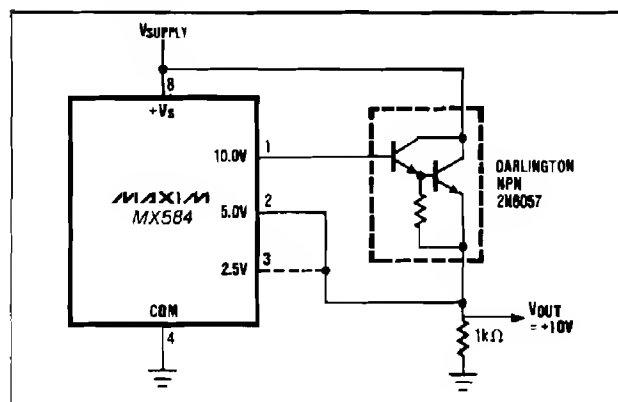 VSUPPLY
8
+Vs
10.0V
1
MAXIM
MX584
5.0V
2
2.5V
3
COM
4
DARLINGTON
NPN
2N6057
VOUT
= +10V
1kΩ